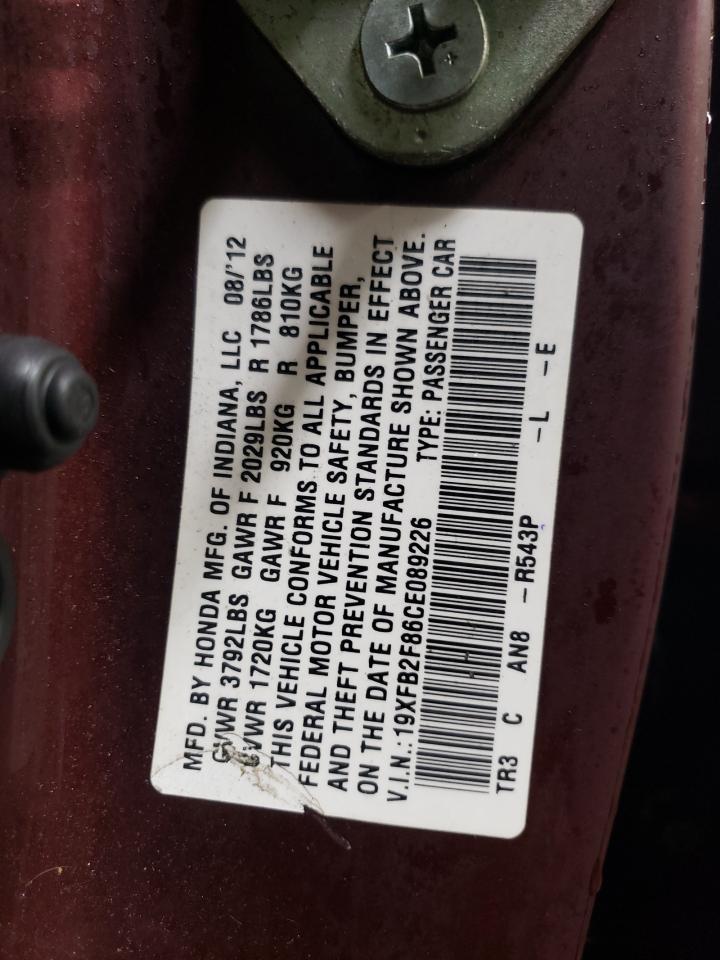 MFD. BY HONDA MFG. OF INDIANA, LLC 08/'12
GVWR 3792LBS GAWR F 2029LBS R 1786LBS
GVWR 1720KG GAWR F 920KG R 810KG
THIS VEHICLE CONFORMS TO ALL APPLICABLE
FEDERAL MOTOR VEHICLE SAFETY, BUMPER,
AND THEFT PREVENTION STANDARDS IN EFFECT
ON THE DATE OF MANUFACTURE SHOWN ABOVE.
V.I.N.: 19XFB2F86CE089226 TYPE: PASSENGER CAR
TR3 C AN8 -R543P -L -E